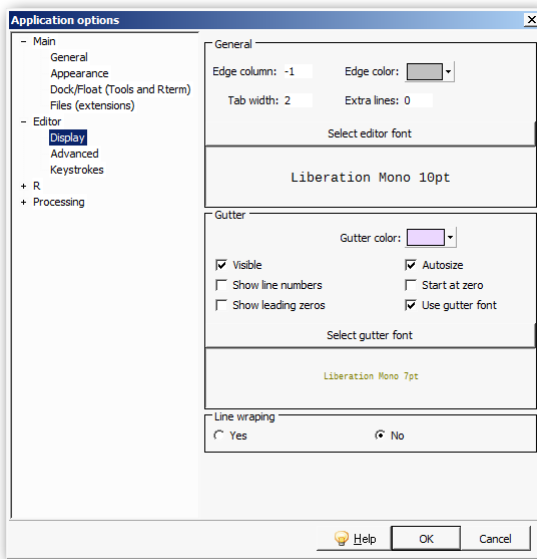 Application options
- Main
General
Appearance
Dock/Float (Tools and Rterm)
Files (extensions)
- Editor
Display
Advanced
Keystrokes
+ R
+ Processing
General
Edge column: -1 Edge color:
Tab width: 2 Extra lines: 0
Select editor font
Liberation Mono 10pt
Gutter
Gutter color:
Visible Autosize
Show line numbers Start at zero
Show leading zeros Use gutter font
Select gutter font
Liberation Mono 7pt
Line wraping
Yes No
Help OK Cancel